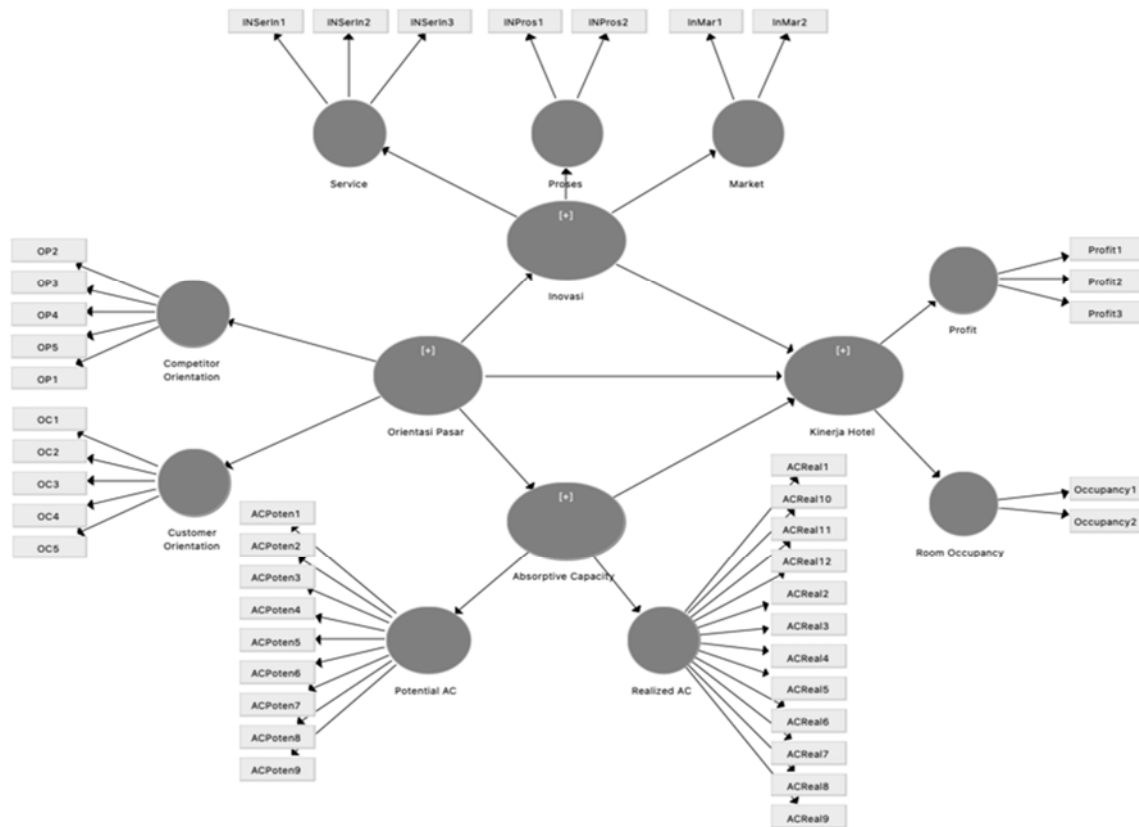 INSerIn1
INSerIn2
INSerIn3
INPros1
INPros2
InMar1
InMar2
Service
Proses
Market
[+]
Inovasi
OP2
OP3
OP4
OP5
OP1
Competitor
Orientation
Profit1
Profit2
Profit3
Profit
[+]
Orientasi Pasar
[+]
Kinerja Hotel
OC1
OC2
OC3
OC4
OC5
Customer
Orientation
[+]
Absorptive Capacity
Occupancy1
Occupancy2
Room Occupancy
ACPoten1
ACPoten2
ACPoten3
ACPoten4
ACPoten5
ACPoten6
ACPoten7
ACPoten8
ACPoten9
Potential AC
Realized AC
ACReal1
ACReal10
ACReal11
ACReal12
ACReal2
ACReal3
ACReal4
ACReal5
ACReal6
ACReal7
ACReal8
ACReal9